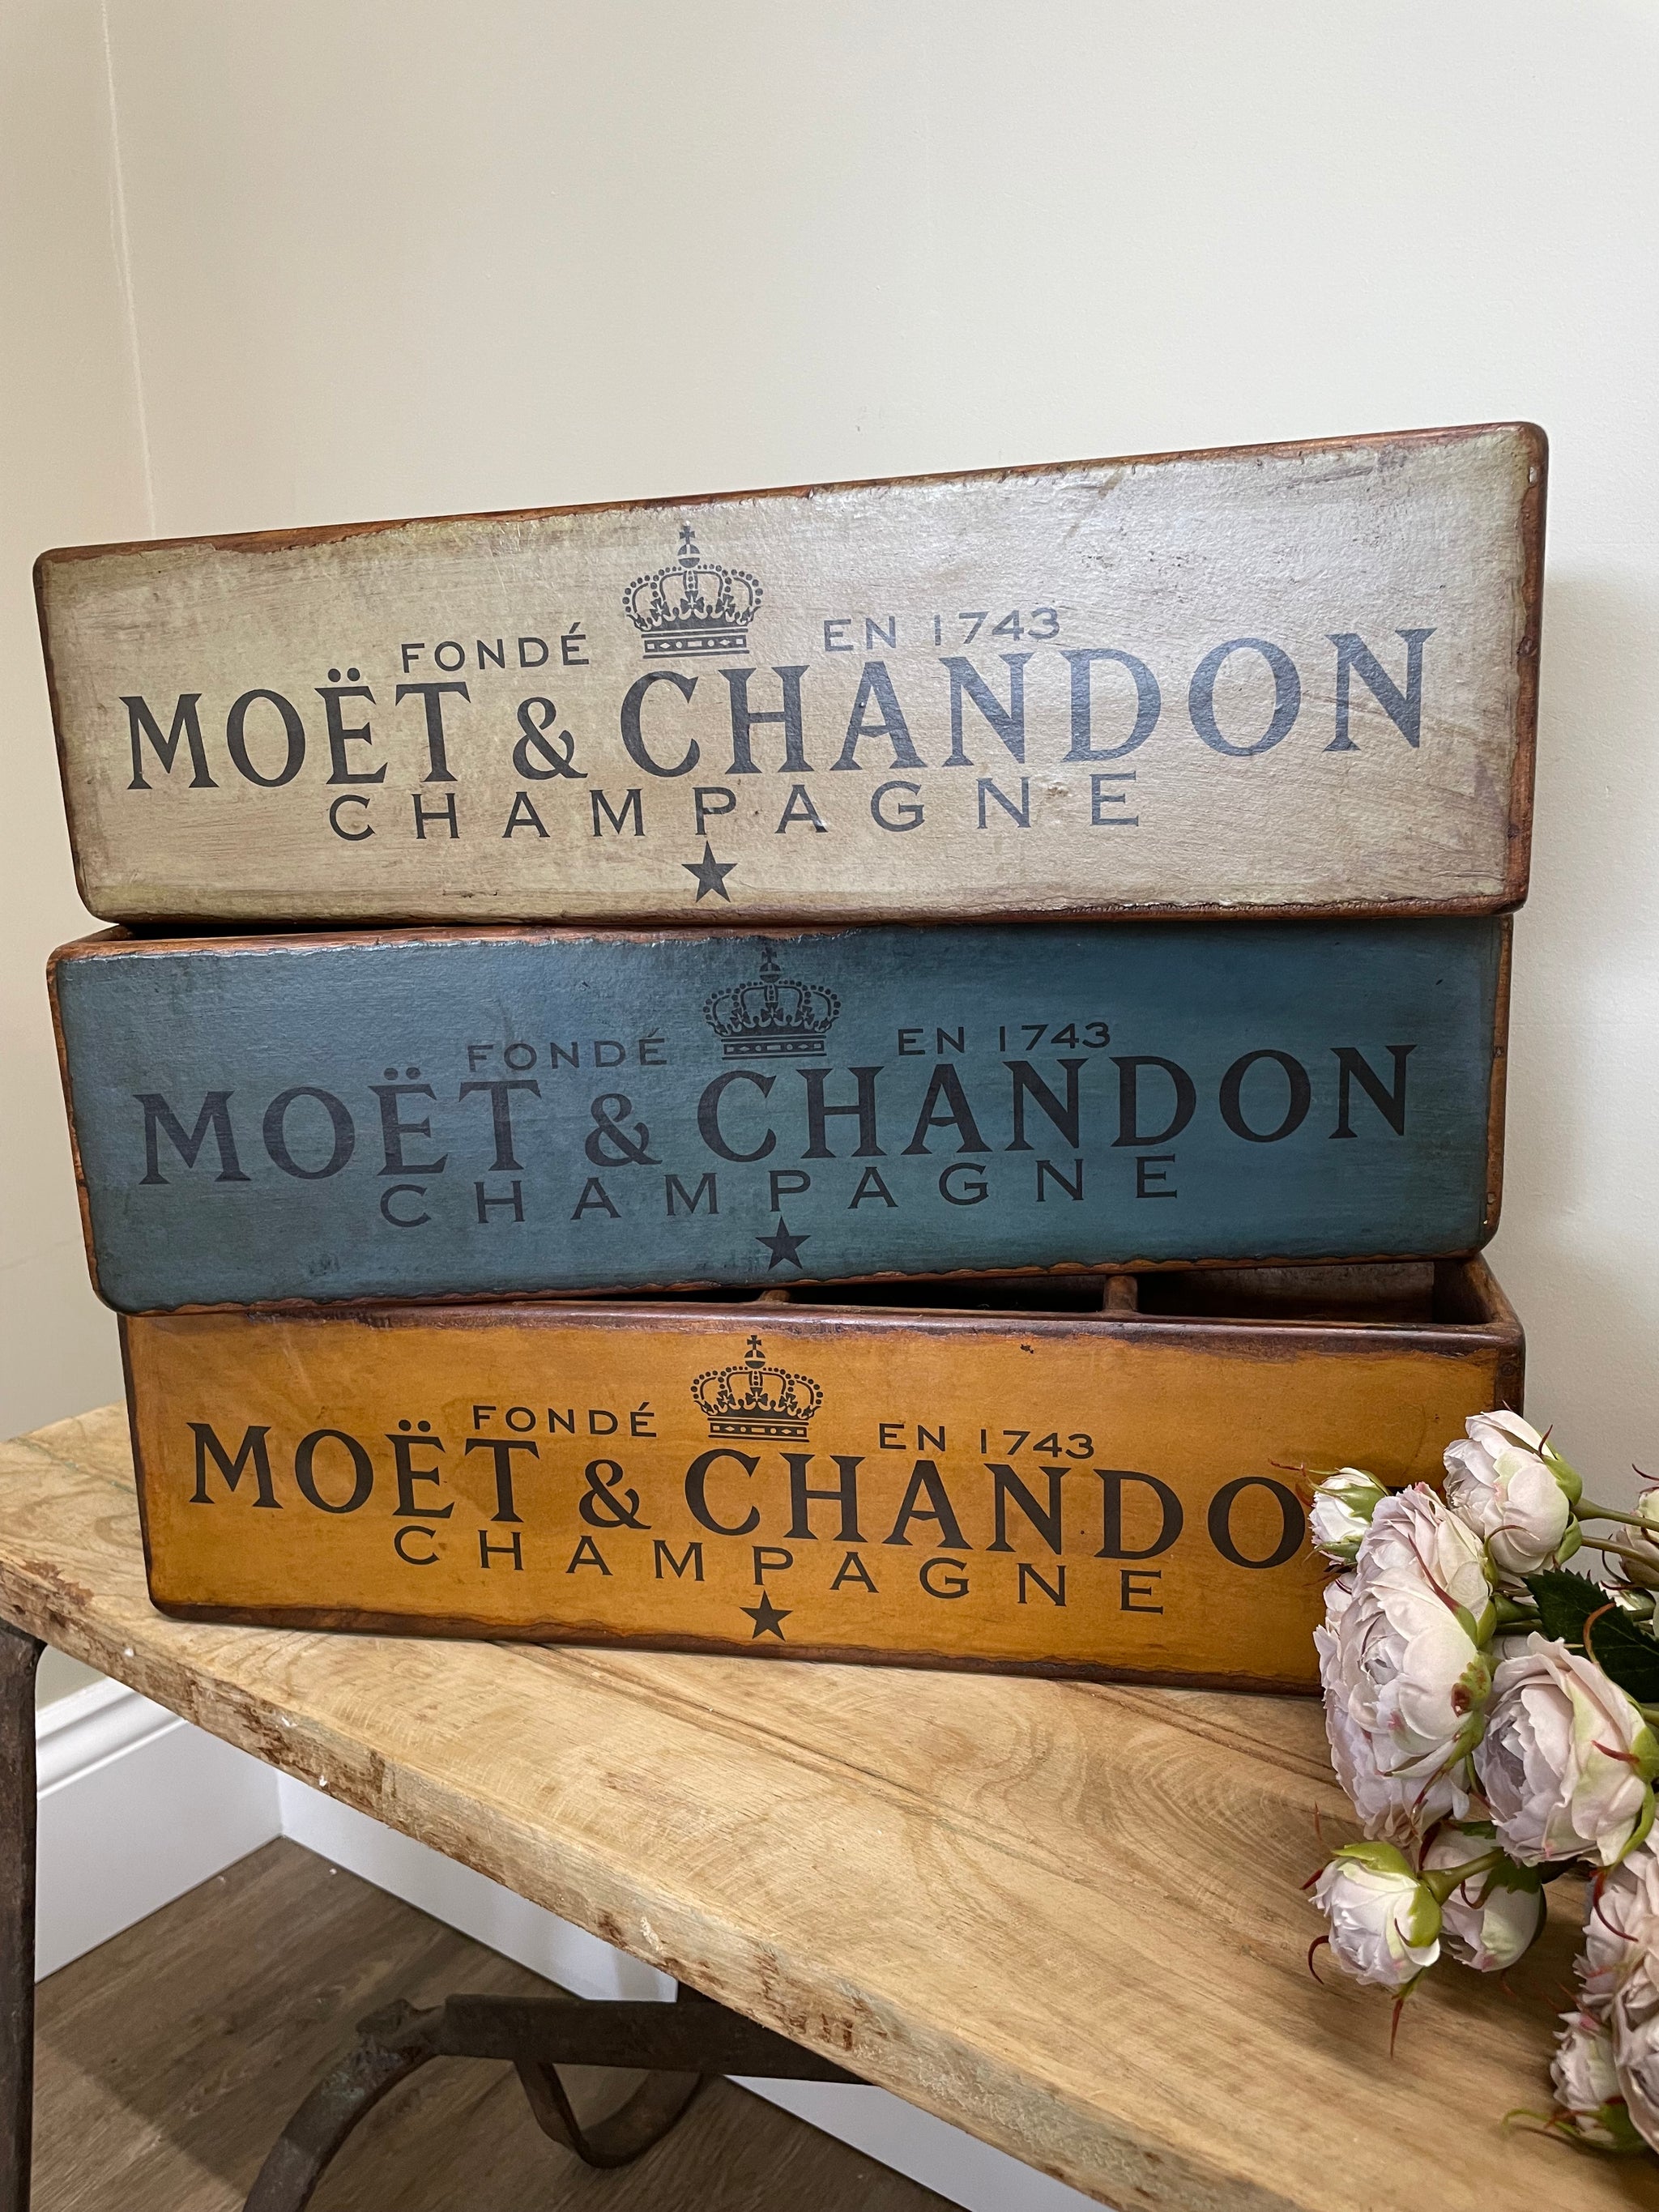 FONDÉ EN 1743
MOËT & CHANDON
CHAMPAGNE
FONDÉ EN 1743
MOËT & CHANDON
CHAMPAGNE
FONDÉ EN 1743
MOËT & CHANDO
CHAMPAGNE